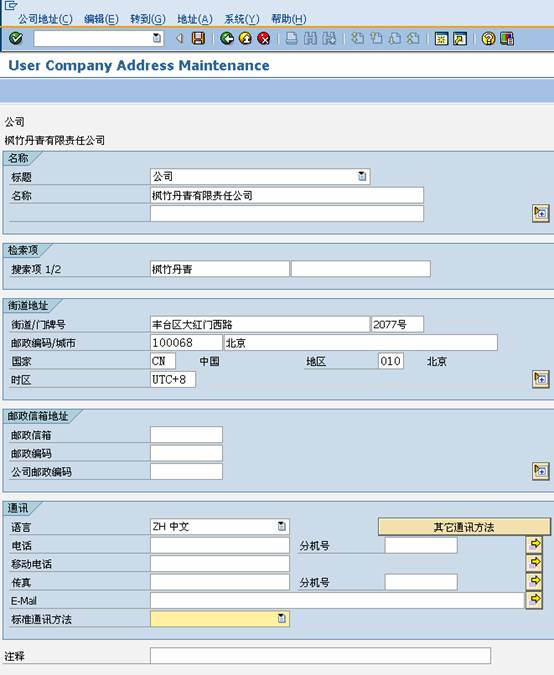 公司地址(C) 编辑(E) 转到(G) 地址(A) 系统(Y) 帮助(H)
User Company Address Maintenance
公司
枫竹丹青有限责任公司
名称
标题 公司
名称 枫竹丹青有限责任公司
检索项
搜索项 1/2 枫竹丹青
街道地址
街道/门牌号 丰台区大红门西路 2077号
邮政编码/城市 100068 北京
国家 CN 中国 地区 010 北京
时区 UTC+8
邮政信箱地址
邮政信箱
邮政编码
公司邮政编码
通讯
语言 ZH 中文 其它通讯方法
电话 分机号
移动电话
传真 分机号
E-Mail
标准通讯方法
注释